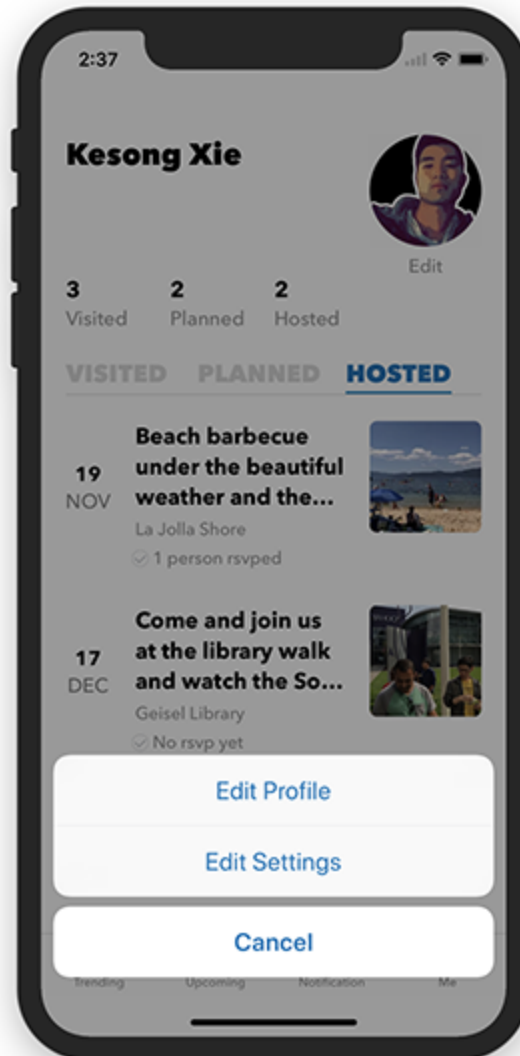 2:37
Kesong Xie
Edit
3
Visited
2
Planned
2
Hosted
VISITED
PLANNED
HOSTED
19
NOV
Beach barbecue
under the beautiful
weather and the...
La Jolla Shore
1 person rsvped
17
DEC
Come and join us
at the library walk
and watch the So...
Geisel Library
No rsvp yet
Edit Profile
Edit Settings
Cancel
Trending
Upcoming
Notification
Me